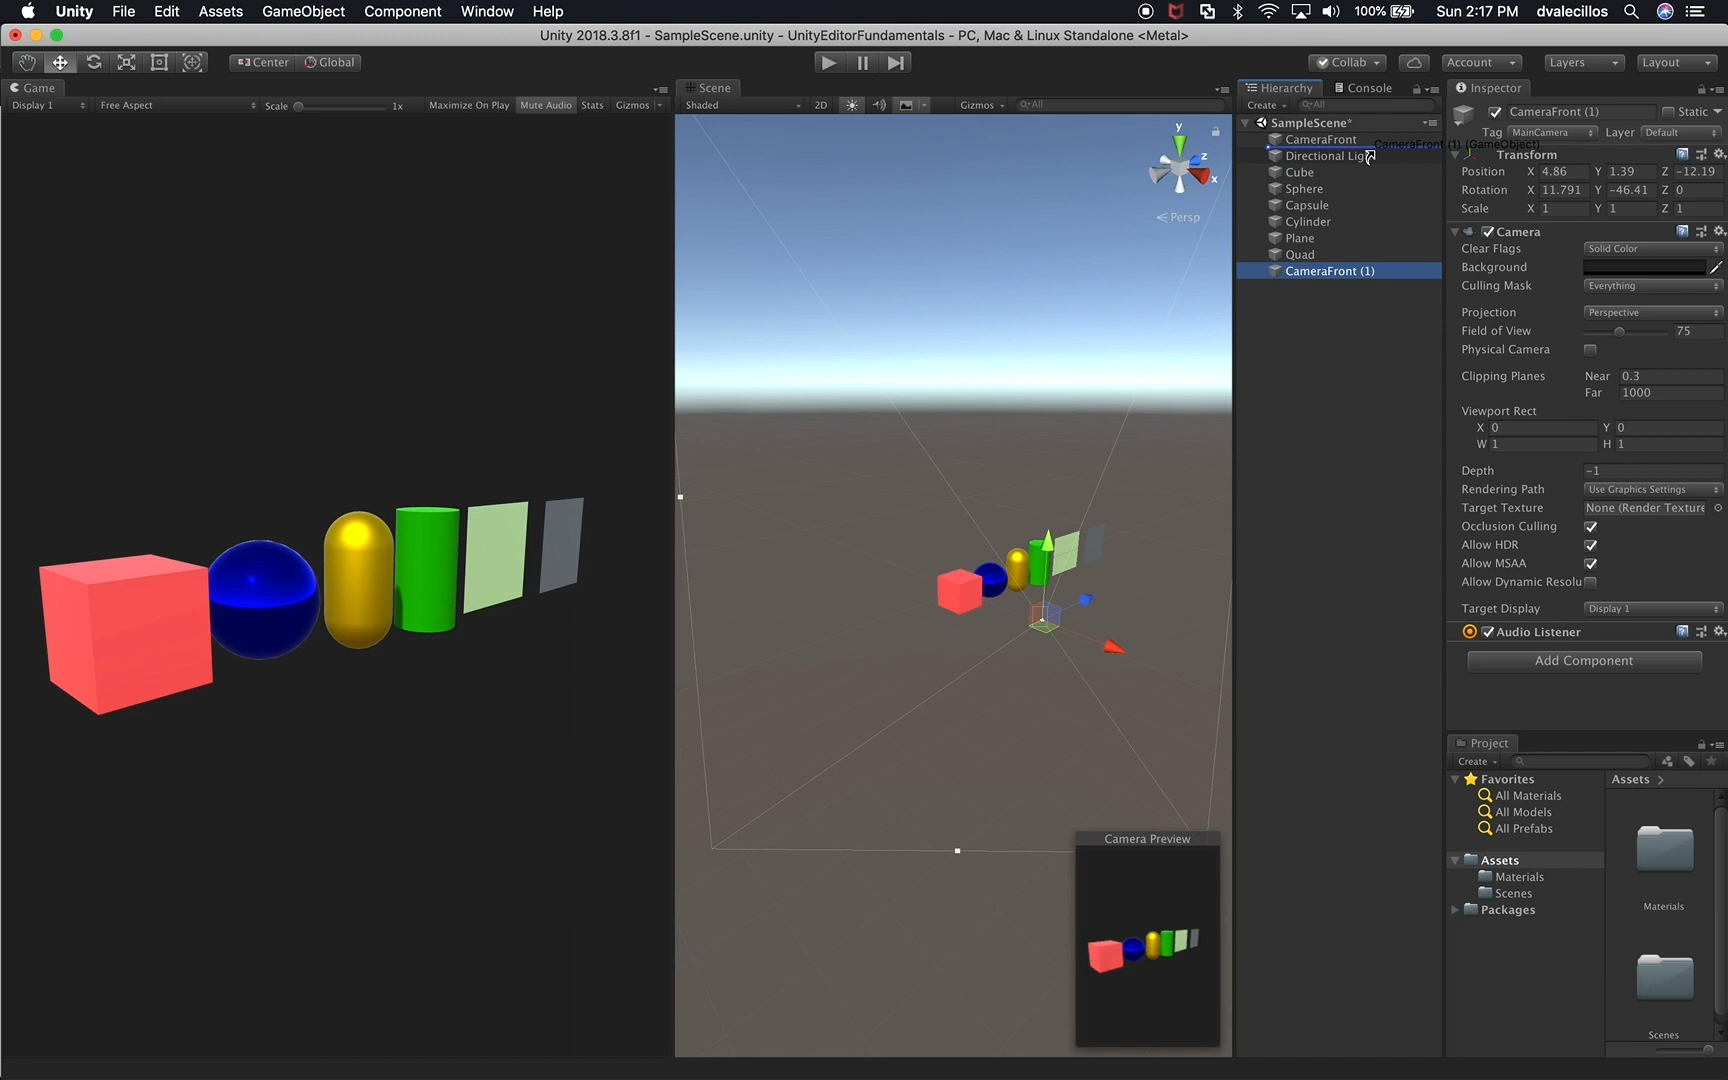 Unity File Edit Assets GameObject Component Window Help 100% Sun 2:17 PM dvalecillos
Unity 2018.3.8f1 - SampleScene.unity - UnityEditorFundamentals - PC, Mac & Linux Standalone <Metal>
Center Global Collab Account Layers Layout
Game Scene Hierarchy Console Inspector
Display 1 Free Aspect Scale 1x Maximize On Play Mute Audio Stats Gizmos Shaded 2D Gizmos All Create All
CameraFront (1) Static
Tag MainCamera Layer Default
SampleScene*
CameraFront
Directional Ligh
Cube
Sphere
Capsule
Cylinder
Plane
Quad
CameraFront (1)
CameraFront (1) (GameObject)
y
z
x
Persp
Camera Preview
Transform
Position X 4.86 Y 1.39 Z -12.19
Rotation X 11.791 Y -46.41 Z 0
Scale X 1 Y 1 Z 1
Camera
Clear Flags Solid Color
Background
Culling Mask Everything
Projection Perspective
Field of View 75
Physical Camera
Clipping Planes Near 0.3
Far 1000
Viewport Rect
X 0 Y 0
W 1 H 1
Depth -1
Rendering Path Use Graphics Settings
Target Texture None (Render Texture
Occlusion Culling
Allow HDR
Allow MSAA
Allow Dynamic Resolu
Target Display Display 1
Audio Listener
Add Component
Project
Create
Favorites Assets
All Materials
All Models
All Prefabs
Assets
Materials
Scenes
Packages
Materials
Scenes